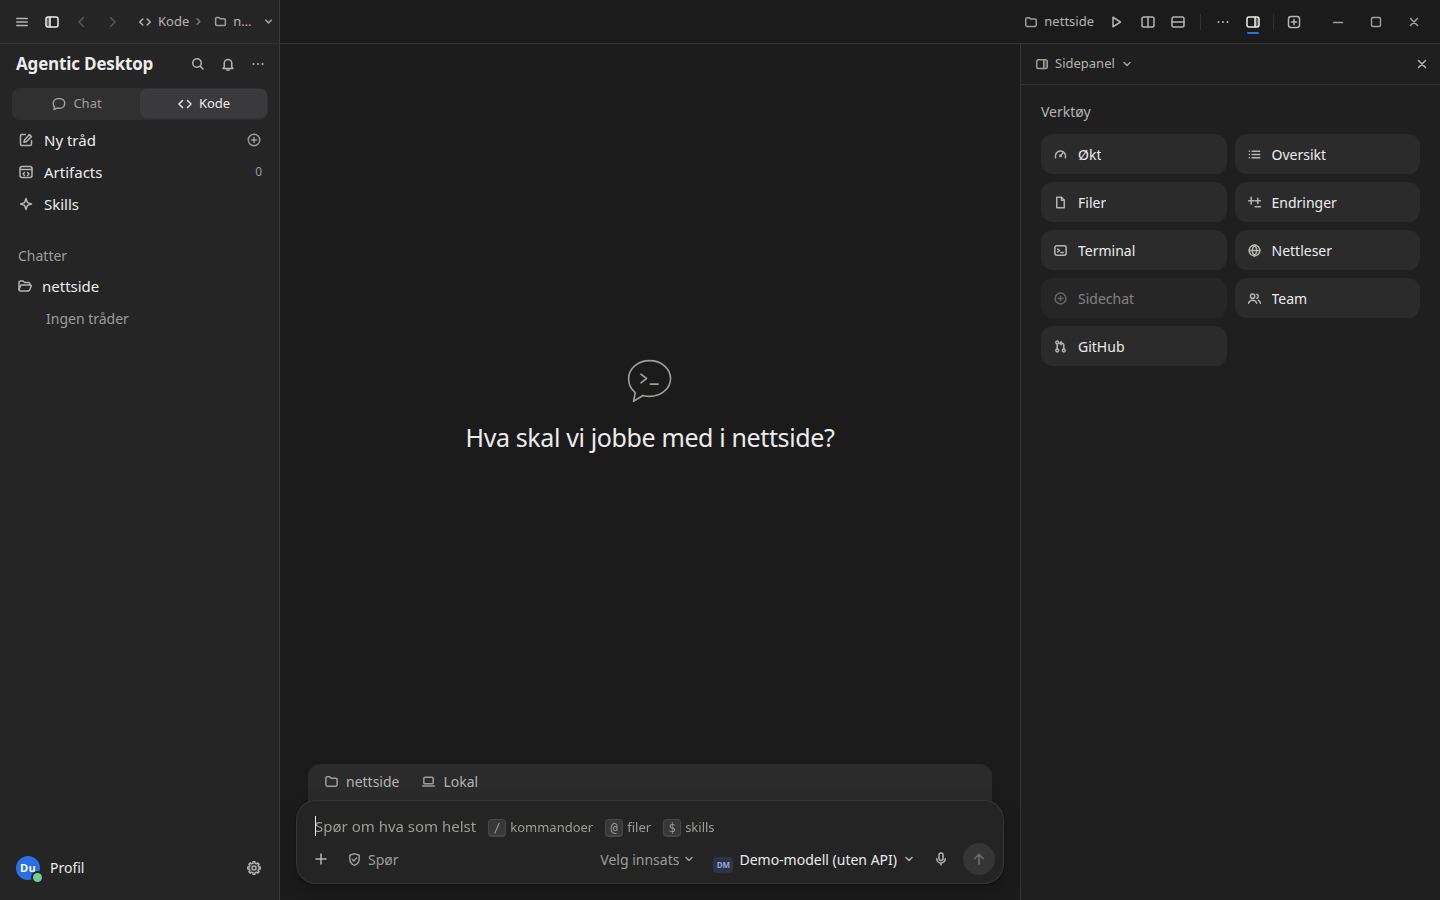 Kode
n...
nettside
Agentic Desktop
Chat
Kode
Ny tråd
Artifacts
0
Skills
Chatter
nettside
Ingen tråder
Du
Profil
Hva skal vi jobbe med i nettside?
nettside
Lokal
Spør om hva som helst / kommandoer @ filer $ skills
Spør
Velg innsats
DM
Demo-modell (uten API)
Sidepanel
Verktøy
Økt
Oversikt
Filer
Endringer
Terminal
Nettleser
Sidechat
Team
GitHub